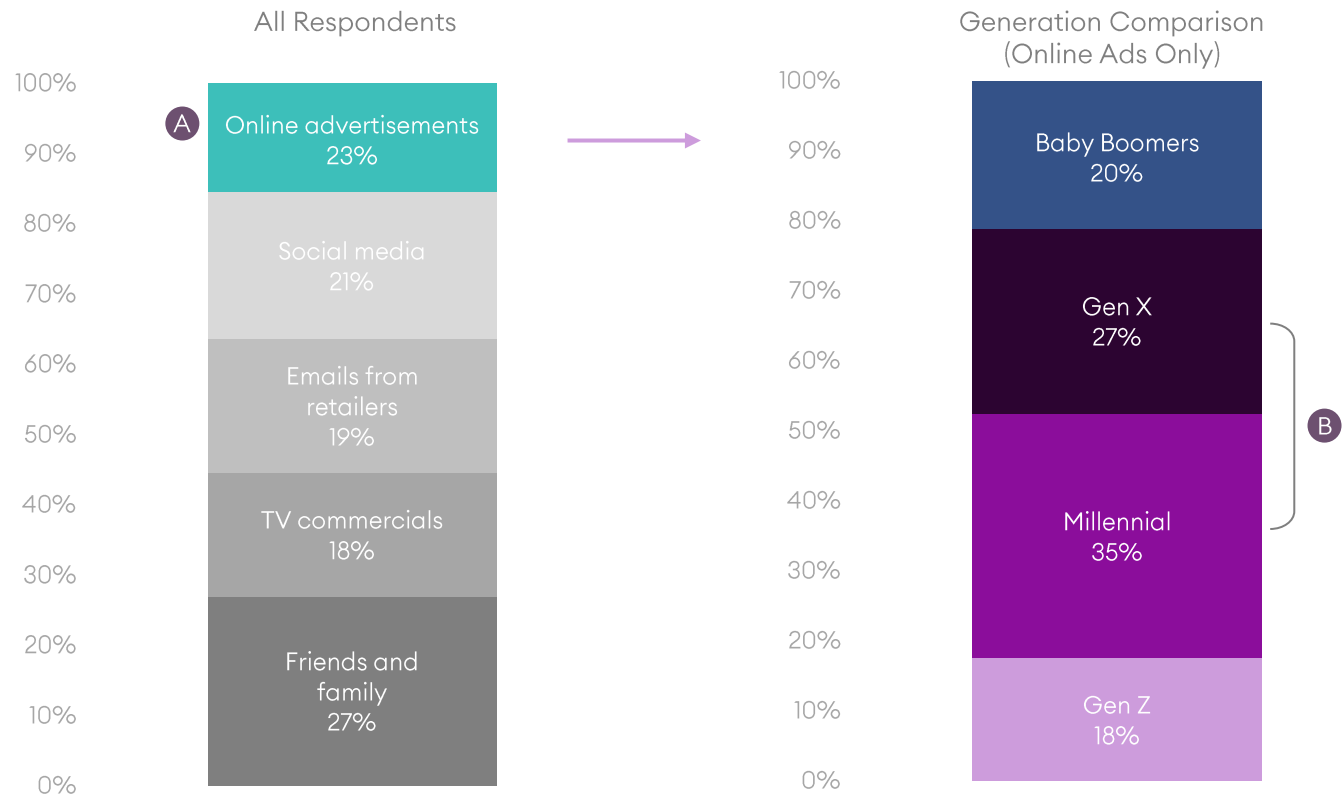 All Respondents
100%
90%
80%
70%
60%
50%
40%
30%
20%
10%
0%
A
Online advertisements
23%
Social media
21%
Emails from
retailers
19%
TV commercials
18%
Friends and
family
27%
Generation Comparison
(Online Ads Only)
100%
90%
80%
70%
60%
50%
40%
30%
20%
10%
0%
Baby Boomers
20%
Gen X
27%
Millennial
35%
Gen Z
18%
B